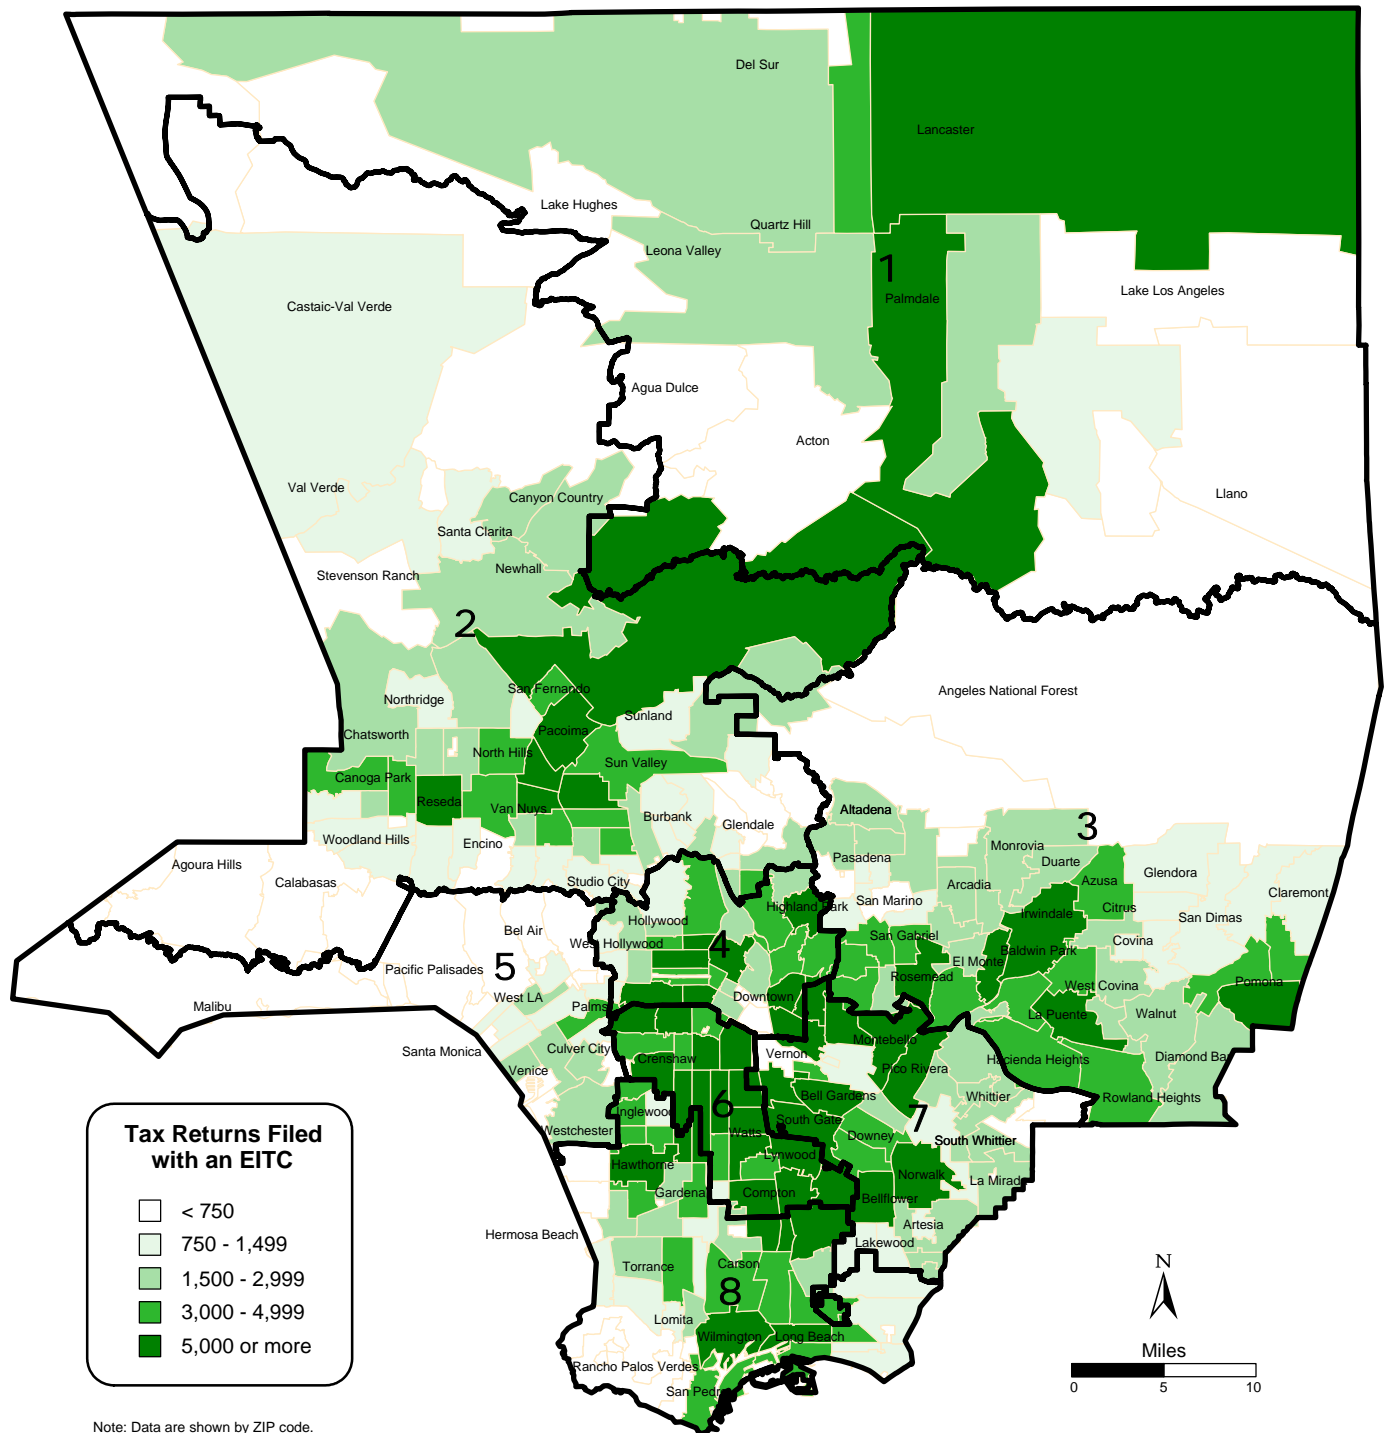 Del Sur
Lancaster
Lake Hughes
Quartz Hill
Leona Valley
1
Palmdale
Lake Los Angeles
Castaic-Val Verde
Agua Dulce
Acton
Val Verde
Canyon Country
Llano
Santa Clarita
Newhall
Stevenson Ranch
2
San Fernando
Northridge
Angeles National Forest
Sunland
Pacoima
Chatsworth
North Hills
Sun Valley
Canoga Park
Reseda
Van Nuys
Burbank
Glendale
Altadena
3
Woodland Hills
Encino
Monrovia
Pasadena
Duarte
Agoura Hills
Calabasas
Studio City
Arcadia
Azusa
Glendora
Claremont
San Marino
Highland Park
Irwindale
Citrus
San Dimas
Hollywood
Bel Air
West Hollywood
4
San Gabriel
Covina
Baldwin Park
El Monte
5
Pacific Palisades
Rosemead
West Covina
Pomona
West LA
Downtown
Malibu
Palms
La Puente
Walnut
Santa Monica
Culver City
Vernon
Montebello
Crenshaw
Hacienda Heights
Diamond Bar
Venice
Pico Rivera
Bell Gardens
Whittier
Rowland Heights
Inglewood
6
South Gate
7
Westchester
Watts
Downey
South Whittier
Lynwood
Hawthorne
Norwalk
La Mirada
Gardena
Compton
Bellflower
Hermosa Beach
Artesia
Lakewood
Torrance
Carson
8
Lomita
Wilmington
Long Beach
Rancho Palos Verdes
San Pedro
Tax Returns Filed
with an EITC
< 750
750 - 1,499
1,500 - 2,999
3,000 - 4,999
5,000 or more
N
Miles
0 5 10
Note: Data are shown by ZIP code.